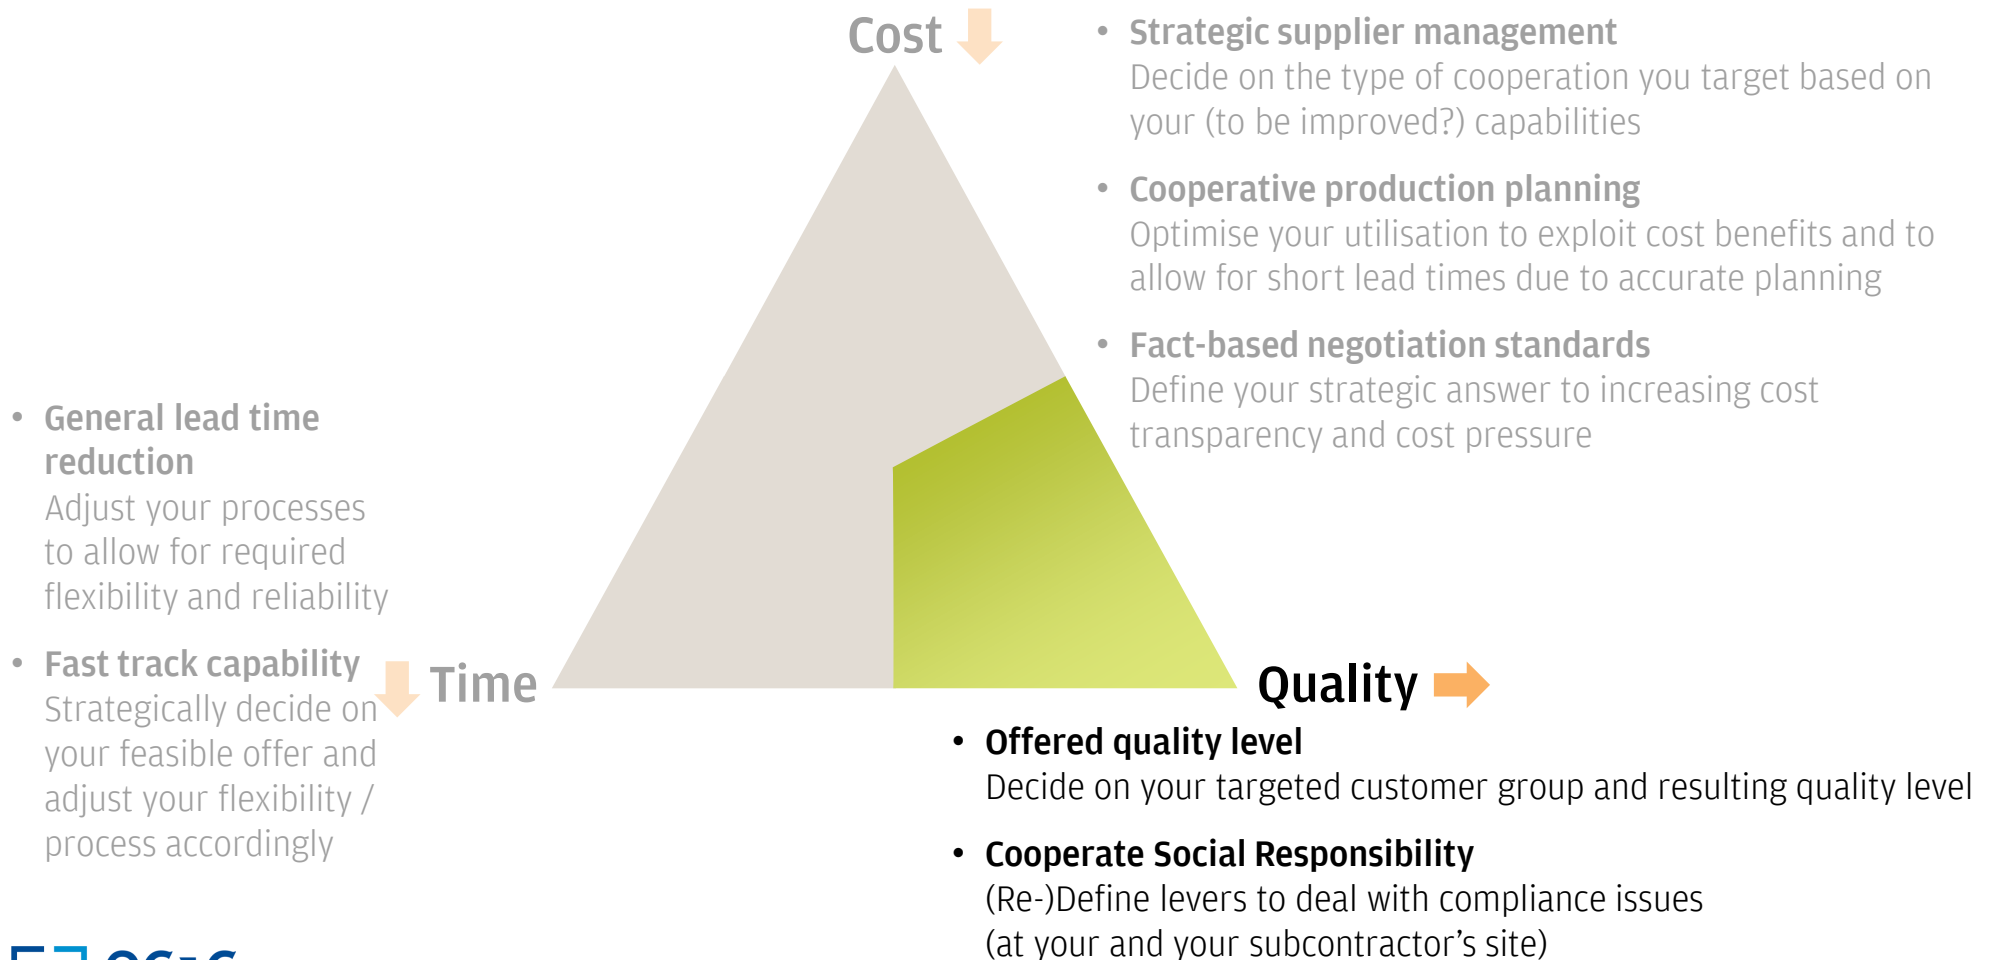 Cost
• Strategic supplier management
Decide on the type of cooperation you target based on
your (to be improved?) capabilities
• Cooperative production planning
Optimise your utilisation to exploit cost benefits and to
allow for short lead times due to accurate planning
• Fact-based negotiation standards
Define your strategic answer to increasing cost
transparency and cost pressure
• General lead time
reduction
Adjust your processes
to allow for required
flexibility and reliability
• Fast track capability
Strategically decide on
your feasible offer and
adjust your flexibility /
process accordingly
Time
Quality
• Offered quality level
Decide on your targeted customer group and resulting quality level
• Cooperate Social Responsibility
(Re-)Define levers to deal with compliance issues
(at your and your subcontractor's site)